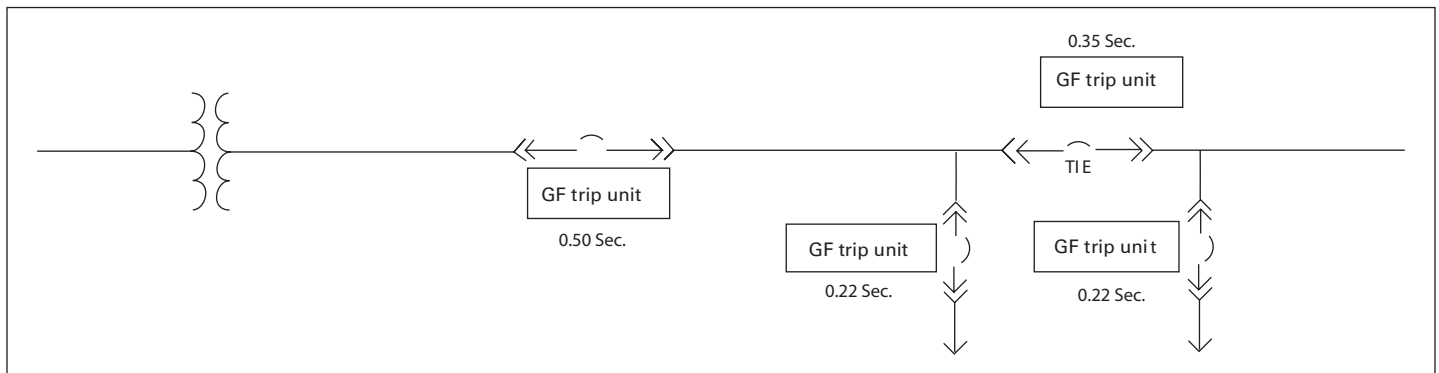 0.35 Sec.
GF trip unit
TIE
GF trip unit
0.50 Sec.
GF trip unit
0.22 Sec.
GF trip unit
0.22 Sec.